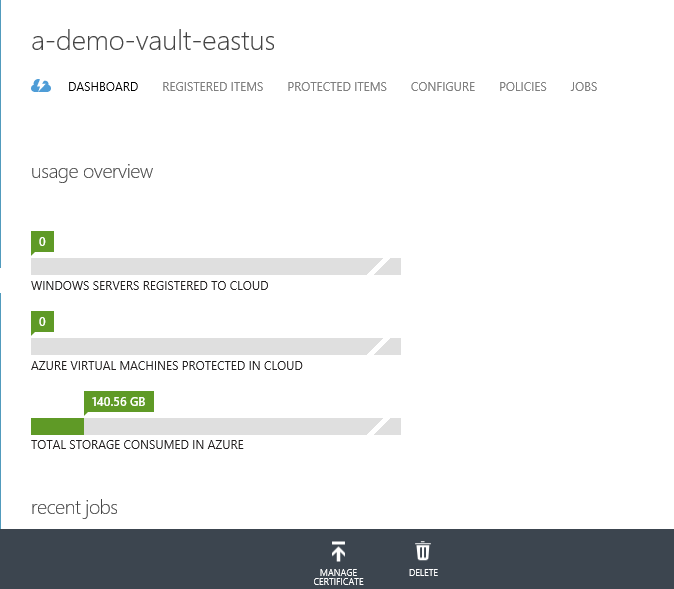 a-demo-vault-eastus
DASHBOARD REGISTERED ITEMS PROTECTED ITEMS CONFIGURE POLICIES JOBS
usage overview
0
WINDOWS SERVERS REGISTERED TO CLOUD
0
AZURE VIRTUAL MACHINES PROTECTED IN CLOUD
140.56 GB
TOTAL STORAGE CONSUMED IN AZURE
recent jobs
MANAGE
CERTIFICATE
DELETE